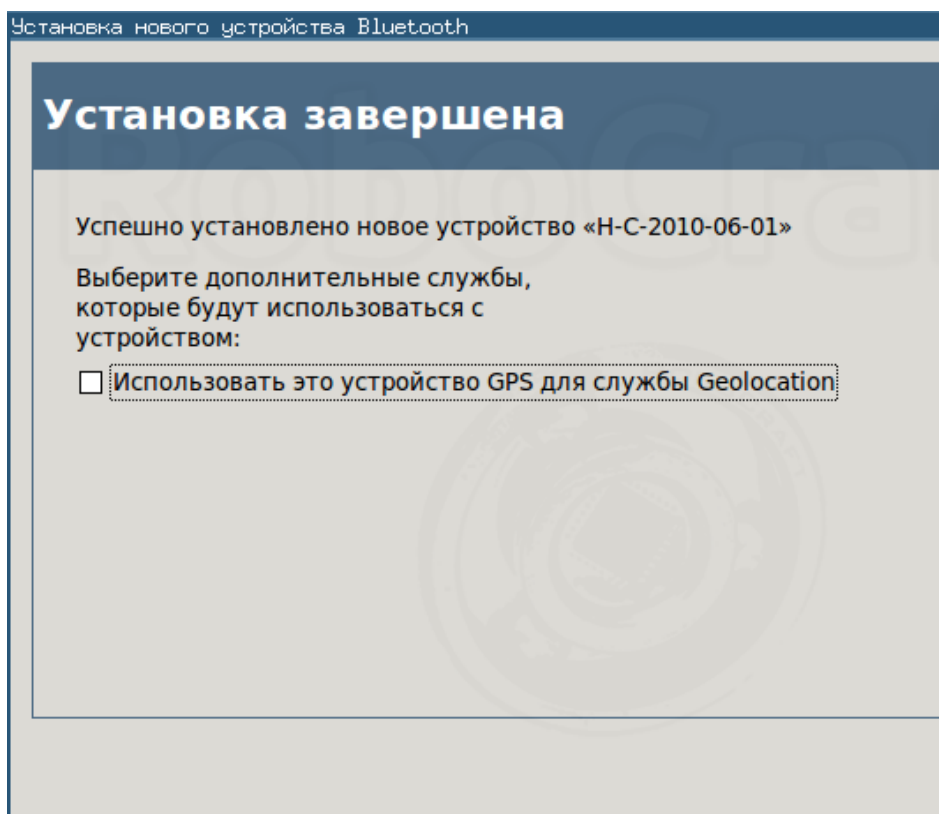 Установка нового устройства Bluetooth
Установка завершена
RoboCra
Успешно установлено новое устройство «H-C-2010-06-01»
Выберите дополнительные службы,
которые будут использоваться с
устройством:
Использовать это устройство GPS для службы Geolocation